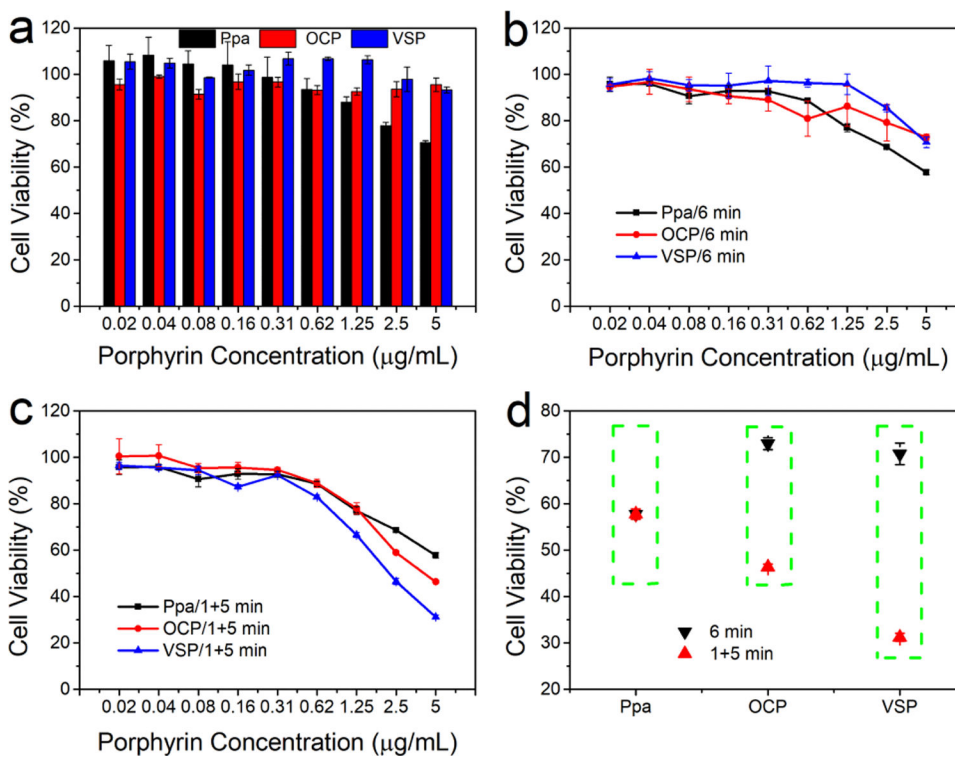 a
Ppa OCP VSP
120
100
80
60
40
20
0
Cell Viability (%)
0.02 0.04 0.08 0.16 0.31 0.62 1.25 2.5 5
Porphyrin Concentration (μg/mL)
b
120
100
80
60
40
20
0
Cell Viability (%)
Ppa/6 min
OCP/6 min
VSP/6 min
0.02 0.04 0.08 0.16 0.31 0.62 1.25 2.5 5
Porphyrin Concentration (μg/mL)
c
120
100
80
60
40
20
0
Cell Viability (%)
Ppa/1+5 min
OCP/1+5 min
VSP/1+5 min
0.02 0.04 0.08 0.16 0.31 0.62 1.25 2.5 5
Porphyrin Concentration (μg/mL)
d
80
70
60
50
40
30
20
Cell Viability (%)
6 min
1+5 min
Ppa OCP VSP